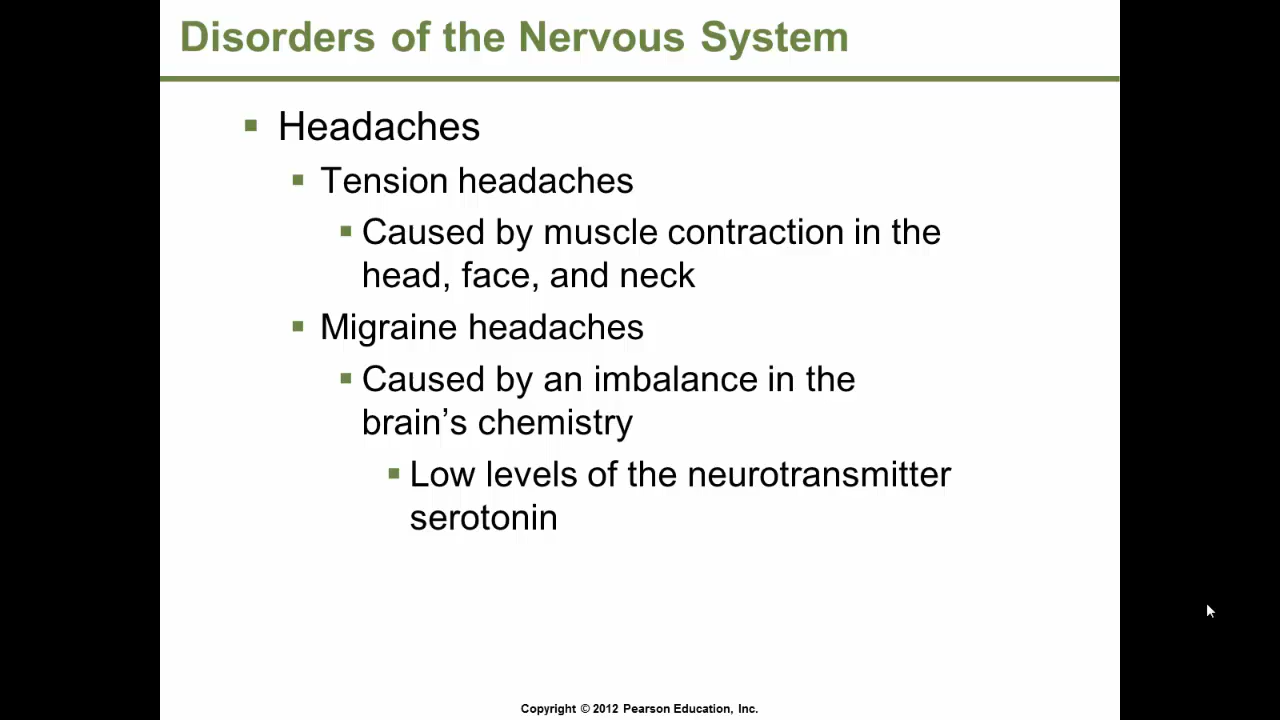 Disorders of the Nervous System
Headaches
Tension headaches
Caused by muscle contraction in the
head, face, and neck
Migraine headaches
Caused by an imbalance in the
brain’s chemistry
Low levels of the neurotransmitter
serotonin
Copyright © 2012 Pearson Education, Inc.